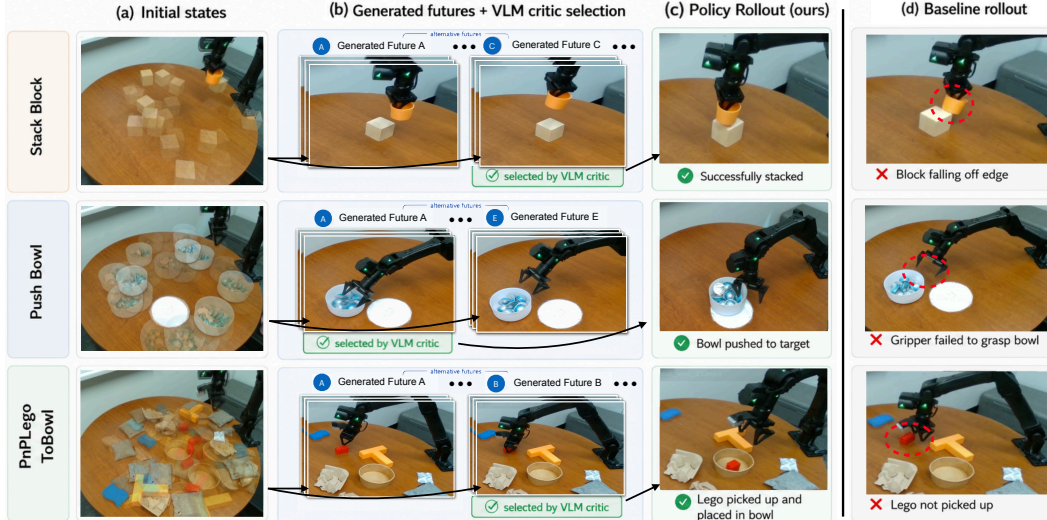 (a) Initial states
(b) Generated futures + VLM critic selection
(c) Policy Rollout (ours)
(d) Baseline rollout
Stack Block
alternative futures
A Generated Future A ••• C Generated Future C •••
selected by VLM critic
Successfully stacked
Block falling off edge
Push Bowl
alternative futures
A Generated Future A ••• E Generated Future E
selected by VLM critic
Bowl pushed to target
Gripper failed to grasp bowl
PnPLego
ToBowl
alternative futures
A Generated Future A ••• B Generated Future B •••
selected by VLM critic
Lego picked up and
placed in bowl
Lego not picked up